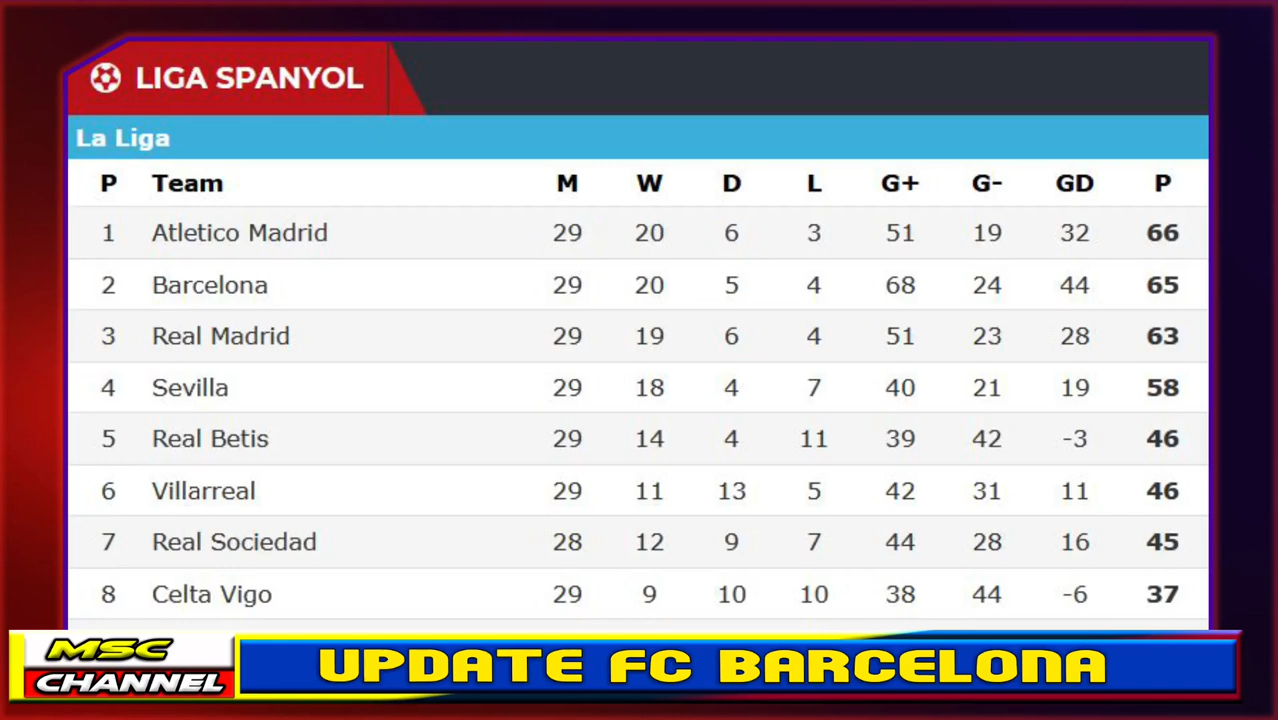 LIGA SPANYOL
La Liga
P Team M W D L G+ G- GD P
1 Atletico Madrid 29 20 6 3 51 19 32 66
2 Barcelona 29 20 5 4 68 24 44 65
3 Real Madrid 29 19 6 4 51 23 28 63
4 Sevilla 29 18 4 7 40 21 19 58
5 Real Betis 29 14 4 11 39 42 -3 46
6 Villarreal 29 11 13 5 42 31 11 46
7 Real Sociedad 28 12 9 7 44 28 16 45
8 Celta Vigo 29 9 10 10 38 44 -6 37
MSC
CHANNEL
UPDATE FC BARCELONA